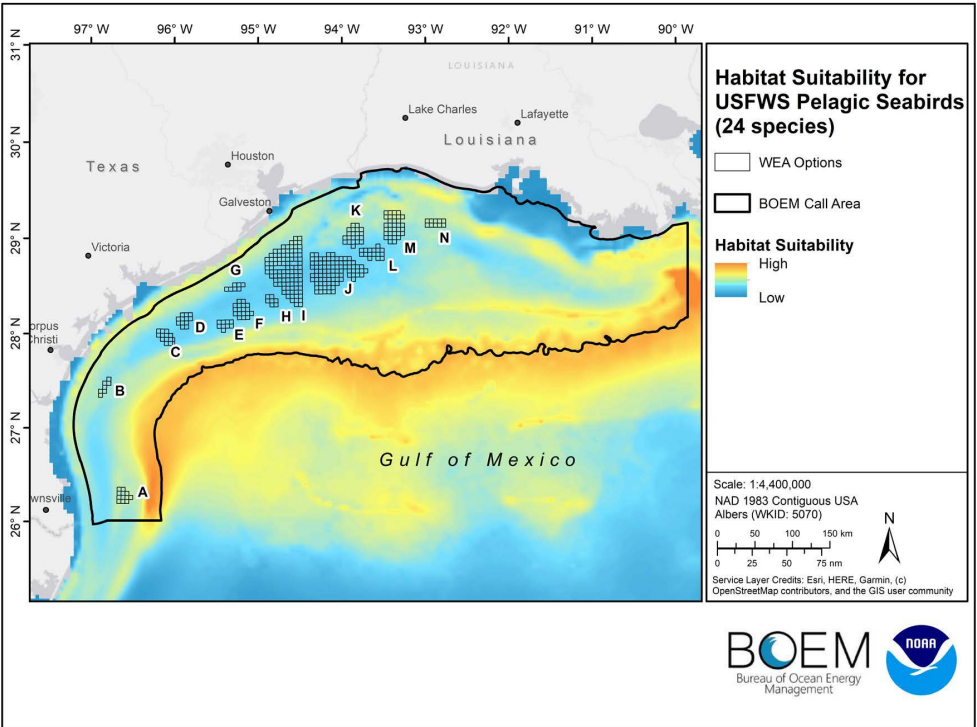 97° W 96° W 95° W 94° W 93° W 92° W 91° W 90° W
31° N
30° N
29° N
28° N
27° N
26° N
LOUISIANA
Lake Charles
Lafayette
Louisiana
Houston
Texas
Galveston
Victoria
orpus
Christi
wnsville
K
M
N
L
G
J
H
I
F
E
D
C
B
A
Gulf of Mexico
Habitat Suitability for
USFWS Pelagic Seabirds
(24 species)
WEA Options
BOEM Call Area
Habitat Suitability
High
Low
Scale: 1:4,400,000
NAD 1983 Contiguous USA
Albers (WKID: 5070)
N
0 50 100 150 km
0 25 50 75 nm
Service Layer Credits: Esri, HERE, Garmin, (c)
OpenStreetMap contributors, and the GIS user community
BOEM
Bureau of Ocean Energy
Management
NOAA